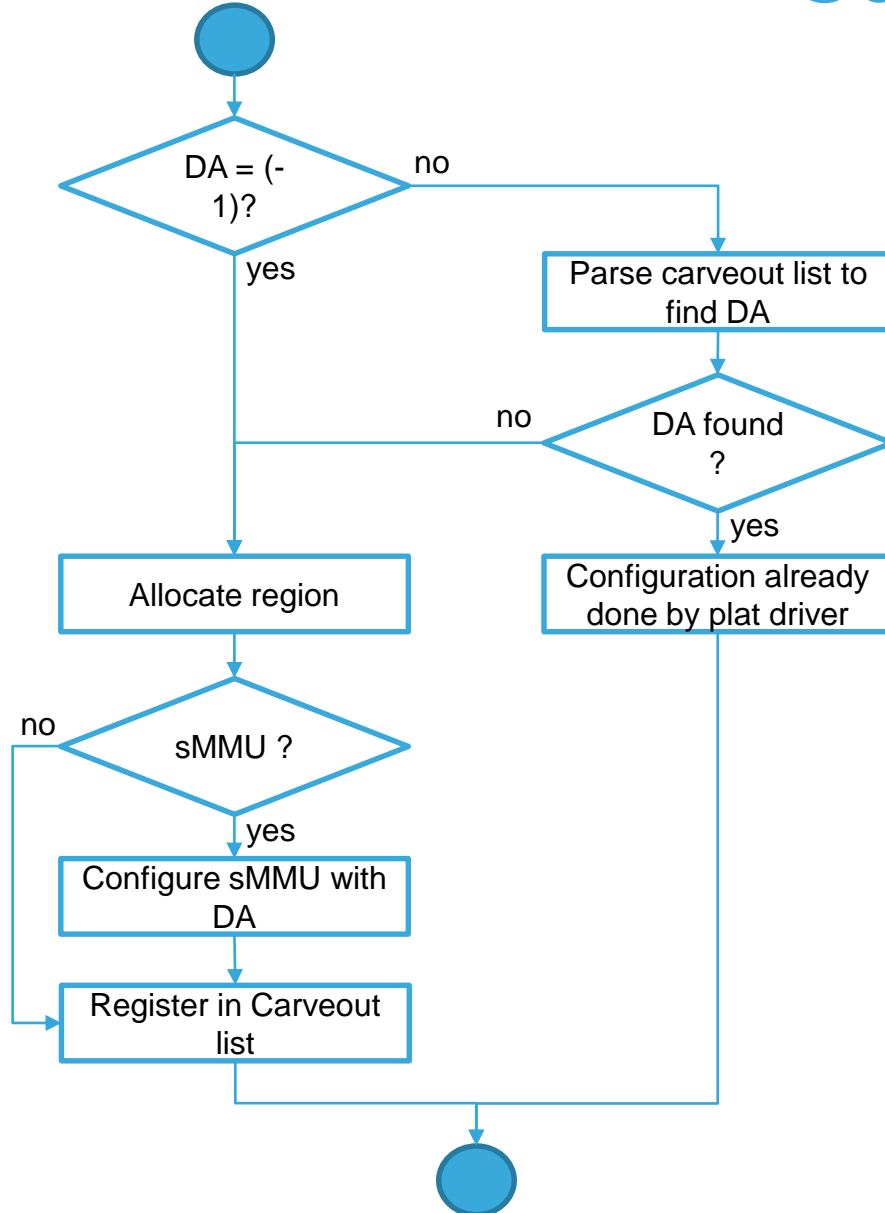 DA = (-
1)?
no
yes
Parse carveout list to
find DA
no
DA found
?
yes
Allocate region
Configuration already
done by plat driver
no
sMMU ?
yes
Configure sMMU with
DA
Register in Carveout
list